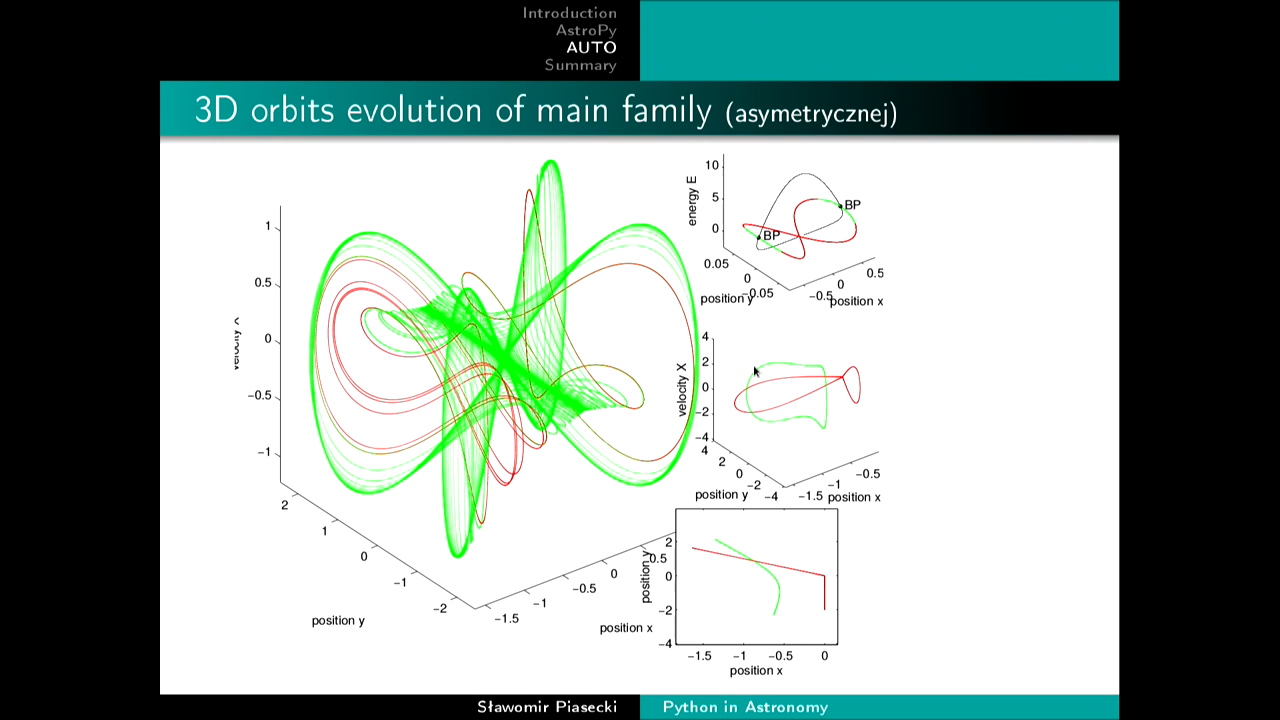 Introduction
AstroPy
AUTO
Summary
3D orbits evolution of main family (asymetrycznej)
1
0.5
0
−0.5
−1
2
1
0
−1
−2
position y
−1.5
−1
−0.5
0
0.5
position x
energy E
10
5
0
BP
BP
0.05
0
−0.05
position y
−0.5
0
0.5
position x
velocity X
4
2
0
−2
−4
4
2
0
−2
−4
position y
−1.5
−1
−0.5
position x
position y
2
0
−2
−4
−1.5
−1
−0.5
0
position x
Sławomir Piasecki
Python in Astronomy